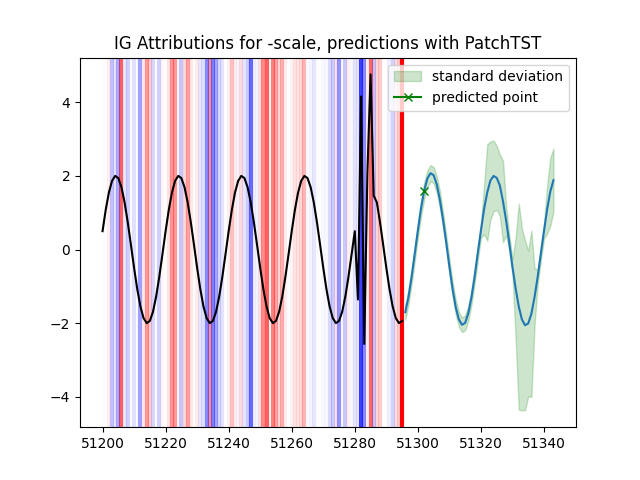 IG Attributions for -scale, predictions with PatchTST
standard deviation
predicted point
4
2
0
−2
−4
51200 51220 51240 51260 51280 51300 51320 51340